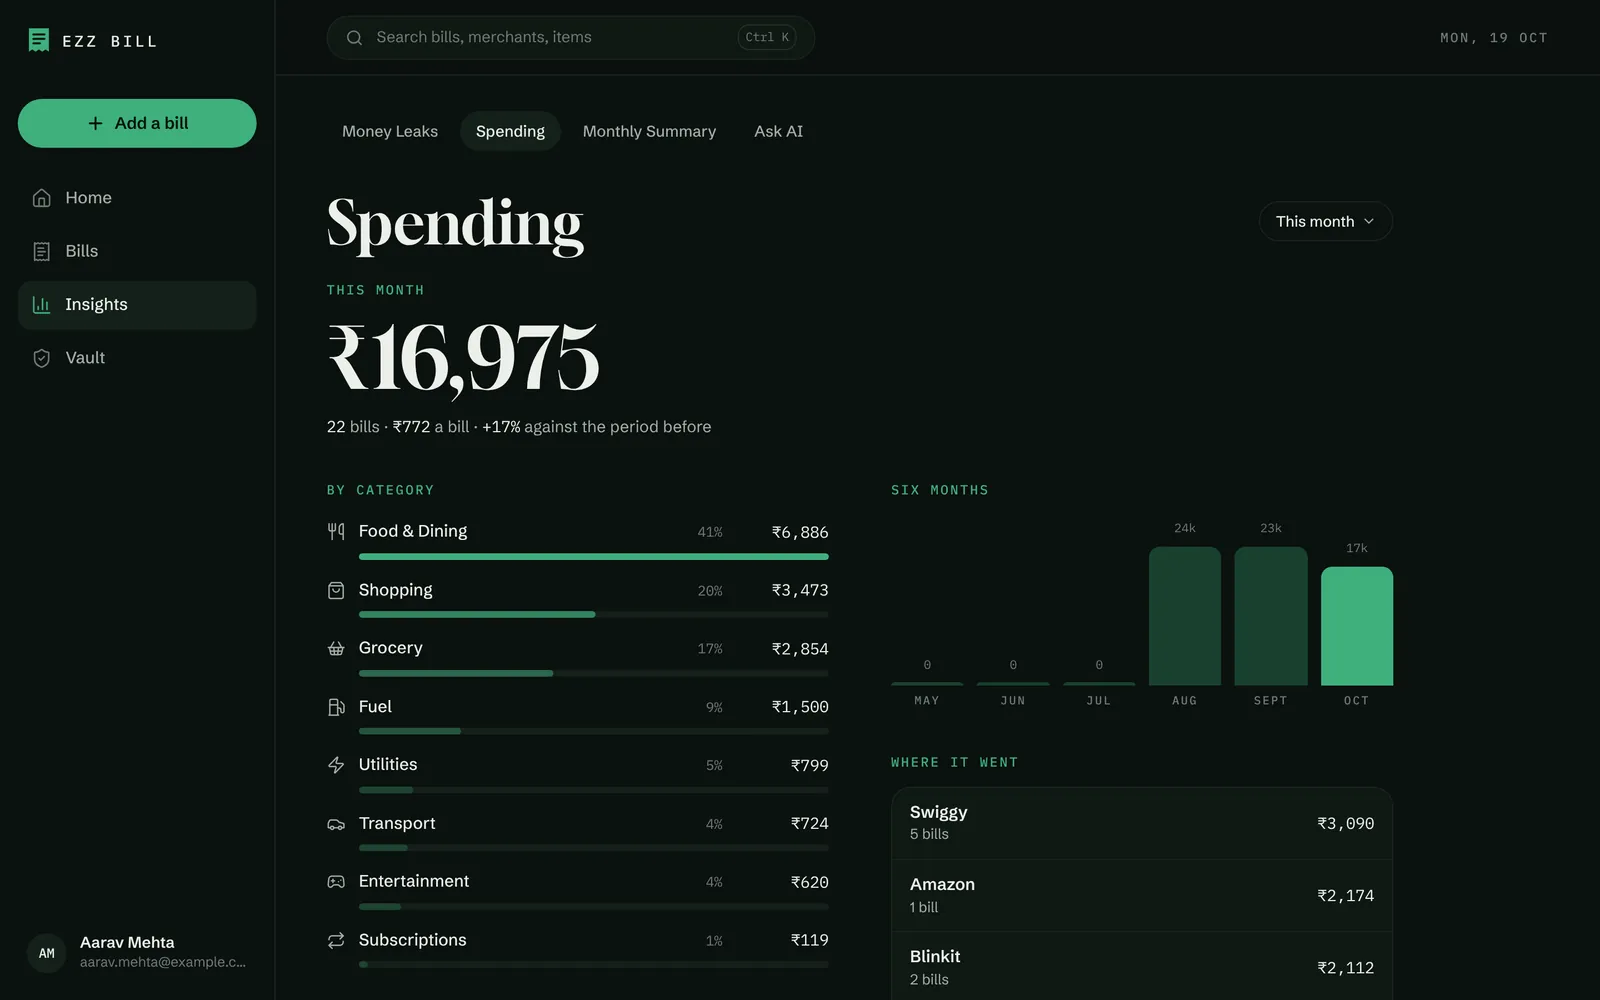 EZZ BILL
Search bills, merchants, items
Ctrl K
MON, 19 OCT
Add a bill
Home
Bills
Insights
Vault
Money Leaks
Spending
Monthly Summary
Ask AI
Spending
This month
THIS MONTH
₹16,975
22 bills · ₹772 a bill · +17% against the period before
BY CATEGORY
Food & Dining 41% ₹6,886
Shopping 20% ₹3,473
Grocery 17% ₹2,854
Fuel 9% ₹1,500
Utilities 5% ₹799
Transport 4% ₹724
Entertainment 4% ₹620
Subscriptions 1% ₹119
SIX MONTHS
24k 23k 17k
0 0 0
MAY JUN JUL AUG SEPT OCT
WHERE IT WENT
Swiggy
5 bills
₹3,090
Amazon
1 bill
₹2,174
Blinkit
2 bills
₹2,112
AM
Aarav Mehta
aarav.mehta@example.c...